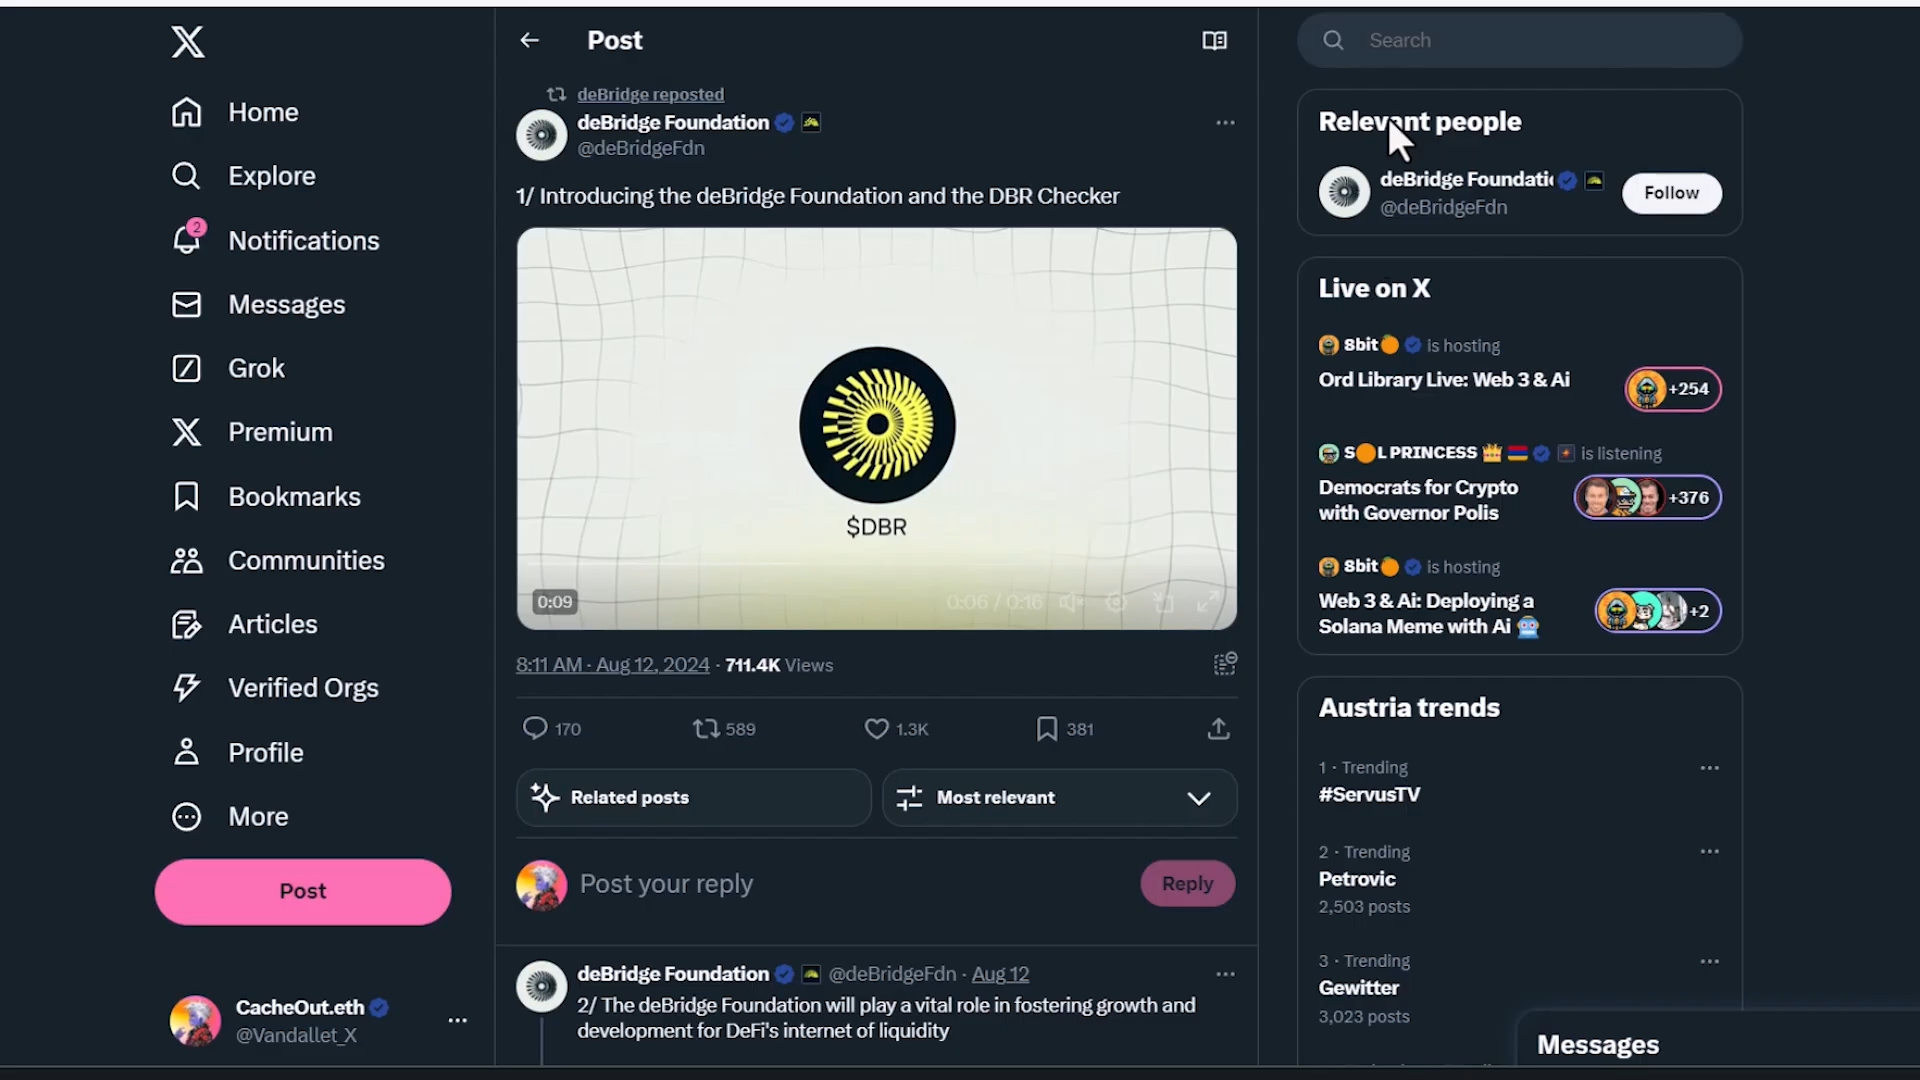 Home
Explore
2
Notifications
Messages
Grok
Premium
Bookmarks
Communities
Articles
Verified Orgs
Profile
More
Post
CacheOut.eth
@Vandallet_X
Post
deBridge reposted
deBridge Foundation
@deBridgeFdn
1/ Introducing the deBridge Foundation and the DBR Checker
$DBR
0:09
0:06 / 0:16
8:11 AM · Aug 12, 2024 · 711.4K Views
170 589 1.3K 381
Related posts
Most relevant
Post your reply
Reply
deBridge Foundation @deBridgeFdn · Aug 12
2/ The deBridge Foundation will play a vital role in fostering growth and
development for DeFi's internet of liquidity
Search
Relevant people
deBridge Foundatio
@deBridgeFdn
Follow
Live on X
8bit🍊 is hosting
Ord Library Live: Web 3 & Ai
+254
S🟠L PRINCESS 👑 🇦🇲 is listening
Democrats for Crypto
with Governor Polis
+376
8bit🍊 is hosting
Web 3 & Ai: Deploying a
Solana Meme with Ai 🤖
+2
Austria trends
1 · Trending
#ServusTV
2 · Trending
Petrovic
2,503 posts
3 · Trending
Gewitter
3,023 posts
Messages